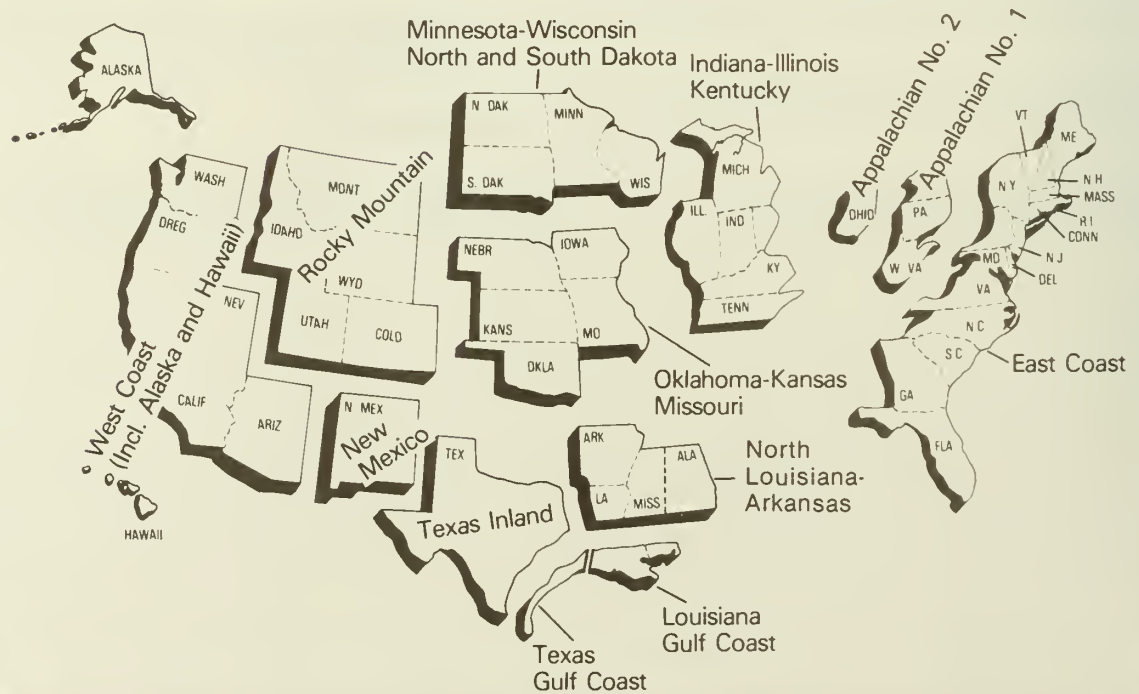 Minnesota-Wisconsin
North and South Dakota
Indiana-Illinois
Kentucky
Appalachian No. 2
Appalachian No. 1
ALASKA
WASH
OREG
NEV
CALIF
ARIZ
West Coast
(Incl. Alaska and Hawaii)
HAWAII
MONT
IDAHO
WYO
UTAH
COLO
Rocky Mountain
N MEX
New
Mexico
N. DAK
MINN
S. DAK
WIS
NEBR
IOWA
KANS
MO
OKLA
Oklahoma-Kansas
Missouri
TEX
Texas Inland
ARK
ALA
LA
MISS
North
Louisiana-
Arkansas
Louisiana
Gulf Coast
Texas
Gulf Coast
MICH
ILL.
IND
KY
TENN
OHIO
PA
W VA
VT
ME
N Y
N H
MASS
R I
CONN
N J
MD
DEL
VA
N C
S C
East Coast
GA
FLA